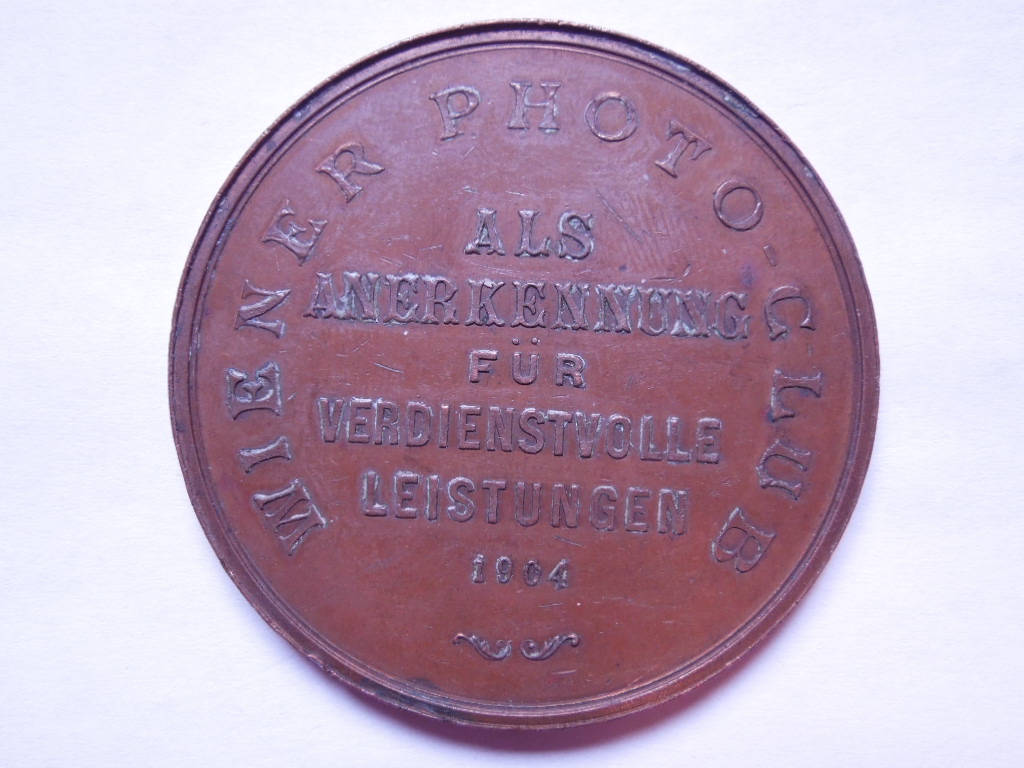 WIENER PHOTO-CLUB
ALS
ANERKENNUNG
FÜR
VERDIENSTVOLLE
LEISTUNGEN
1904